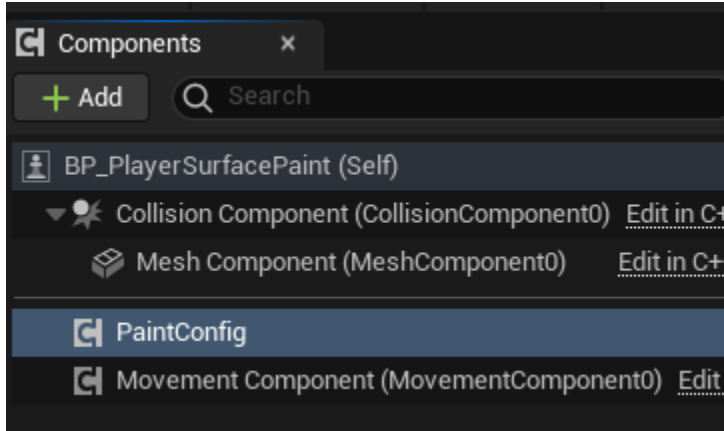 Components
Add
Search
BP_PlayerSurfacePaint (Self)
Collision Component (CollisionComponent0) Edit in C+
Mesh Component (MeshComponent0) Edit in C+
PaintConfig
Movement Component (MovementComponent0) Edit